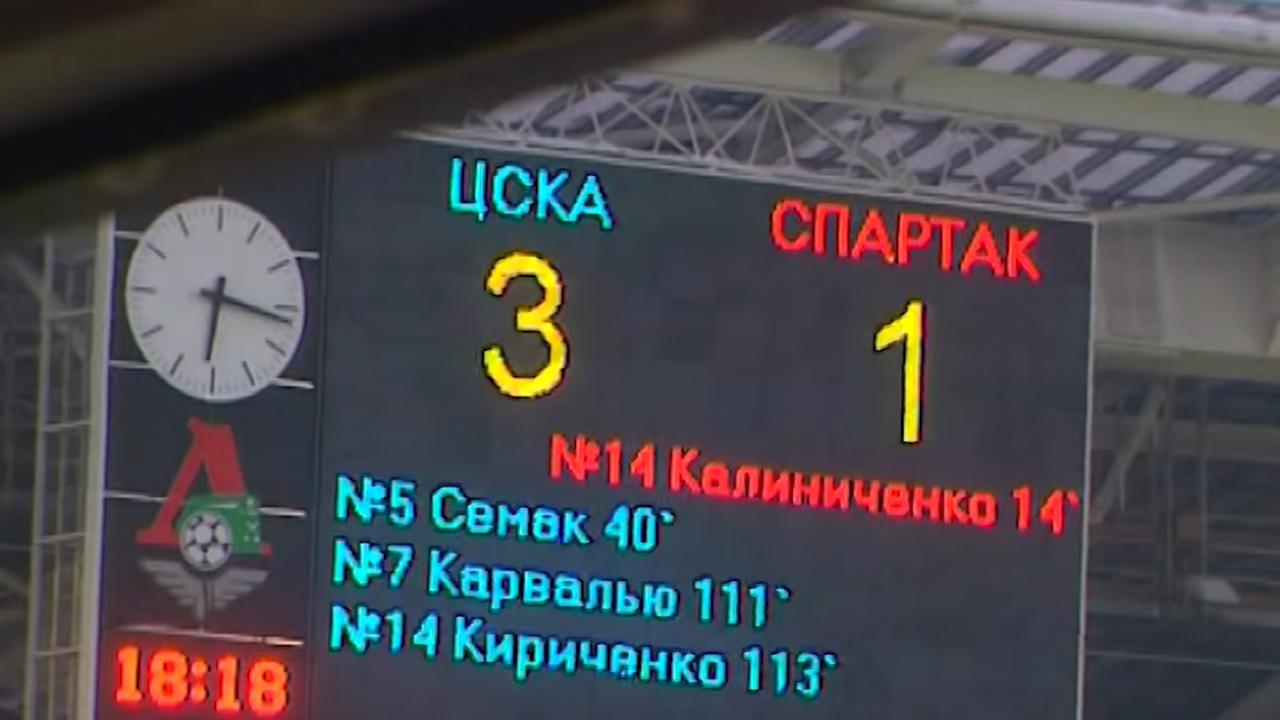 ЦСКА СПАРТАК
3 1
№14 Калиниченко 14`
№5 Семак 40`
№7 Карвалью 111`
№14 Кириченко 113`
18:18